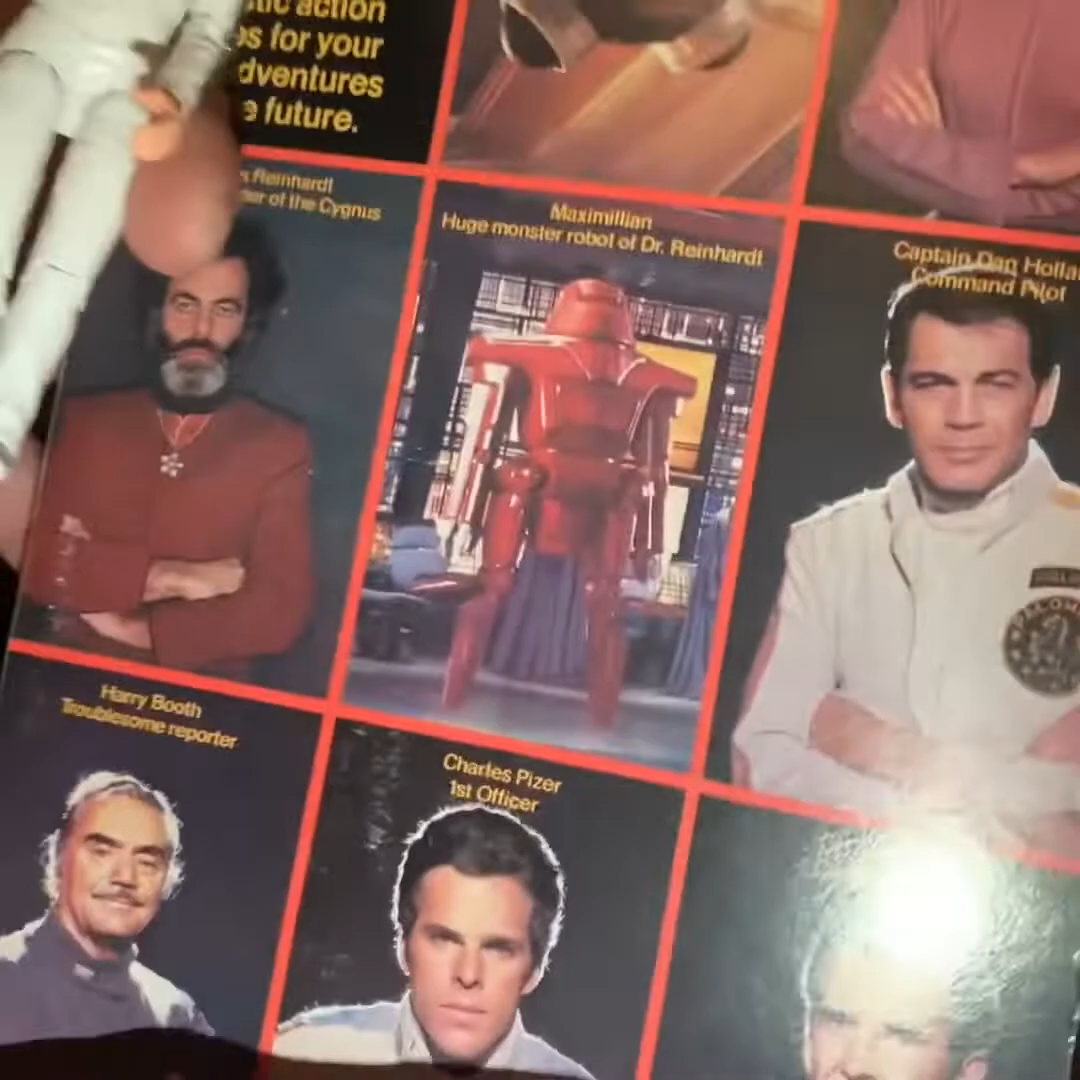 tic action
os for your
dventures
e future.
s Reinhardt
der of the Cygnus
Maximillian
Huge monster robot of Dr. Reinhardt
Captain Dan Holla
Command Pilot
Harry Booth
Troublesome reporter
Charles Pizer
1st Officer